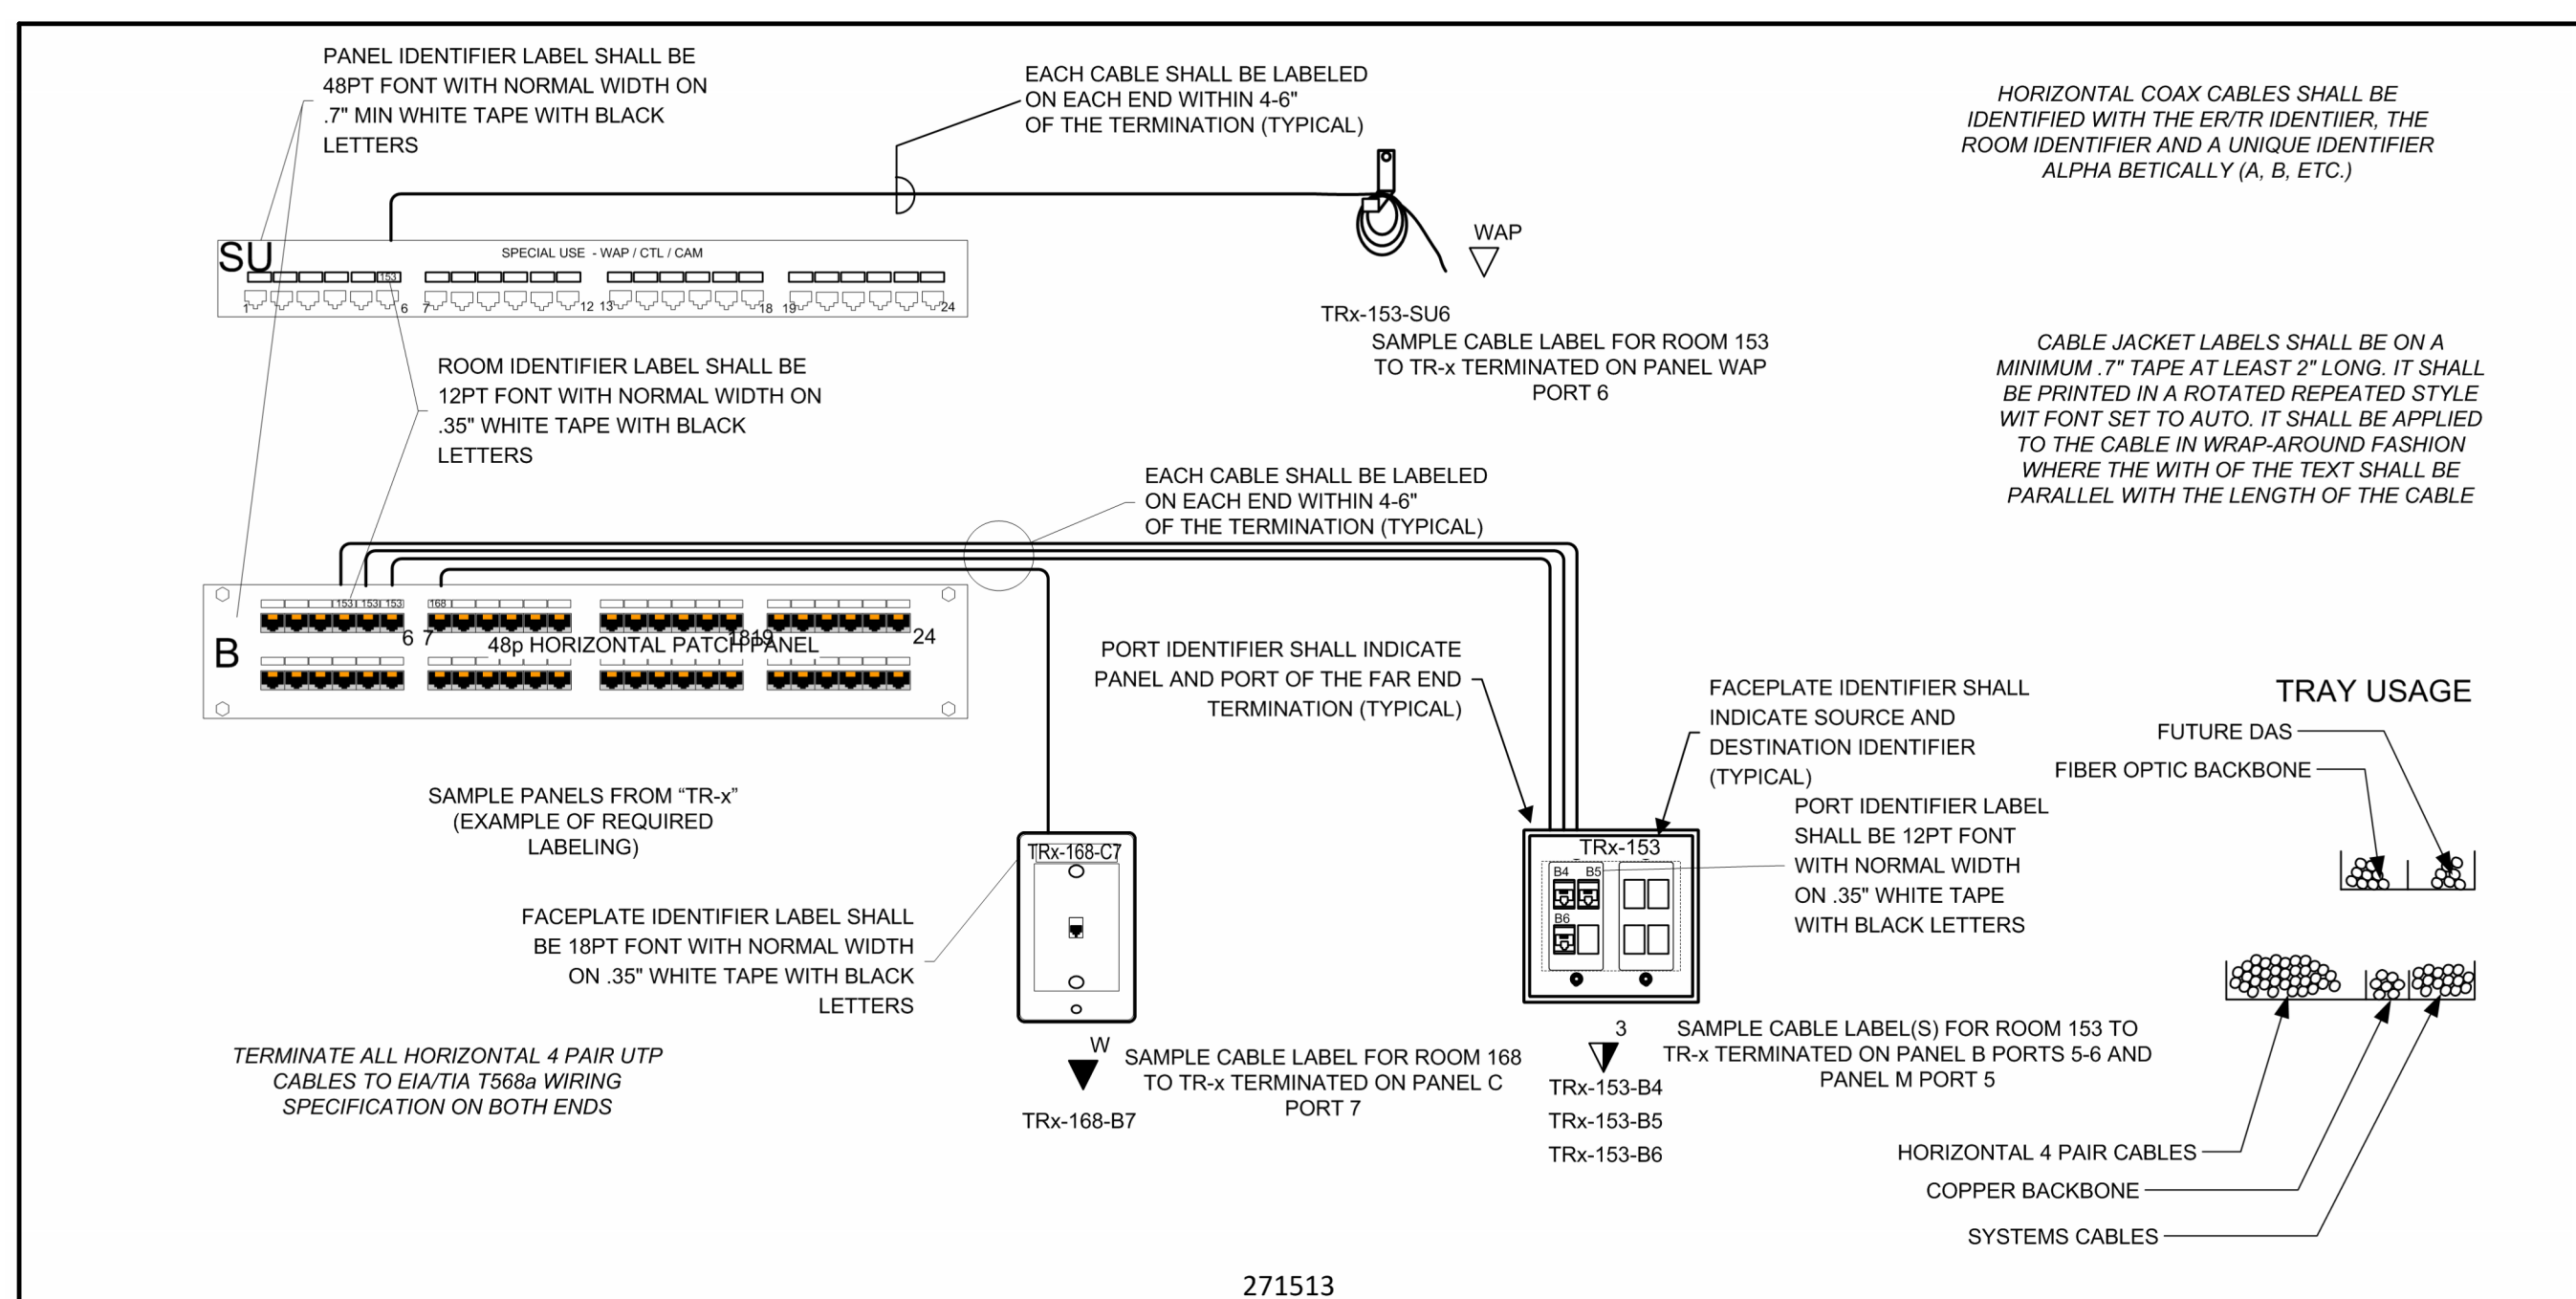 PANEL IDENTIFIER LABEL SHALL BE
48PT FONT WITH NORMAL WIDTH ON
.7" MIN WHITE TAPE WITH BLACK
LETTERS
EACH CABLE SHALL BE LABELED
ON EACH END WITHIN 4-6"
OF THE TERMINATION (TYPICAL)
HORIZONTAL COAX CABLES SHALL BE
IDENTIFIED WITH THE ER/TR IDENTIIER, THE
ROOM IDENTIFIER AND A UNIQUE IDENTIFIER
ALPHA BETICALLY (A, B, ETC.)
SU
SPECIAL USE - WAP / CTL / CAM
153
1 6 7 12 13 18 19 24
WAP
TRx-153-SU6
SAMPLE CABLE LABEL FOR ROOM 153
TO TR-x TERMINATED ON PANEL WAP
PORT 6
CABLE JACKET LABELS SHALL BE ON A
MINIMUM .7" TAPE AT LEAST 2" LONG. IT SHALL
BE PRINTED IN A ROTATED REPEATED STYLE
WIT FONT SET TO AUTO. IT SHALL BE APPLIED
TO THE CABLE IN WRAP-AROUND FASHION
WHERE THE WITH OF THE TEXT SHALL BE
PARALLEL WITH THE LENGTH OF THE CABLE
ROOM IDENTIFIER LABEL SHALL BE
12PT FONT WITH NORMAL WIDTH ON
.35" WHITE TAPE WITH BLACK
LETTERS
EACH CABLE SHALL BE LABELED
ON EACH END WITHIN 4-6"
OF THE TERMINATION (TYPICAL)
153 153 153 168
B
6 7 18 19 24
48p HORIZONTAL PATCH PANEL
PORT IDENTIFIER SHALL INDICATE
PANEL AND PORT OF THE FAR END
TERMINATION (TYPICAL)
FACEPLATE IDENTIFIER SHALL
INDICATE SOURCE AND
DESTINATION IDENTIFIER
(TYPICAL)
TRAY USAGE
FUTURE DAS
FIBER OPTIC BACKBONE
PORT IDENTIFIER LABEL
SHALL BE 12PT FONT
WITH NORMAL WIDTH
ON .35" WHITE TAPE
WITH BLACK LETTERS
SAMPLE PANELS FROM “TR-x”
(EXAMPLE OF REQUIRED
LABELING)
TRx-168-C7
TRx-153
B4 B5
B6
FACEPLATE IDENTIFIER LABEL SHALL
BE 18PT FONT WITH NORMAL WIDTH
ON .35" WHITE TAPE WITH BLACK
LETTERS
TERMINATE ALL HORIZONTAL 4 PAIR UTP
CABLES TO EIA/TIA T568a WIRING
SPECIFICATION ON BOTH ENDS
W
TRx-168-B7
SAMPLE CABLE LABEL FOR ROOM 168
TO TR-x TERMINATED ON PANEL C
PORT 7
3
TRx-153-B4
TRx-153-B5
TRx-153-B6
SAMPLE CABLE LABEL(S) FOR ROOM 153 TO
TR-x TERMINATED ON PANEL B PORTS 5-6 AND
PANEL M PORT 5
HORIZONTAL 4 PAIR CABLES
COPPER BACKBONE
SYSTEMS CABLES
271513